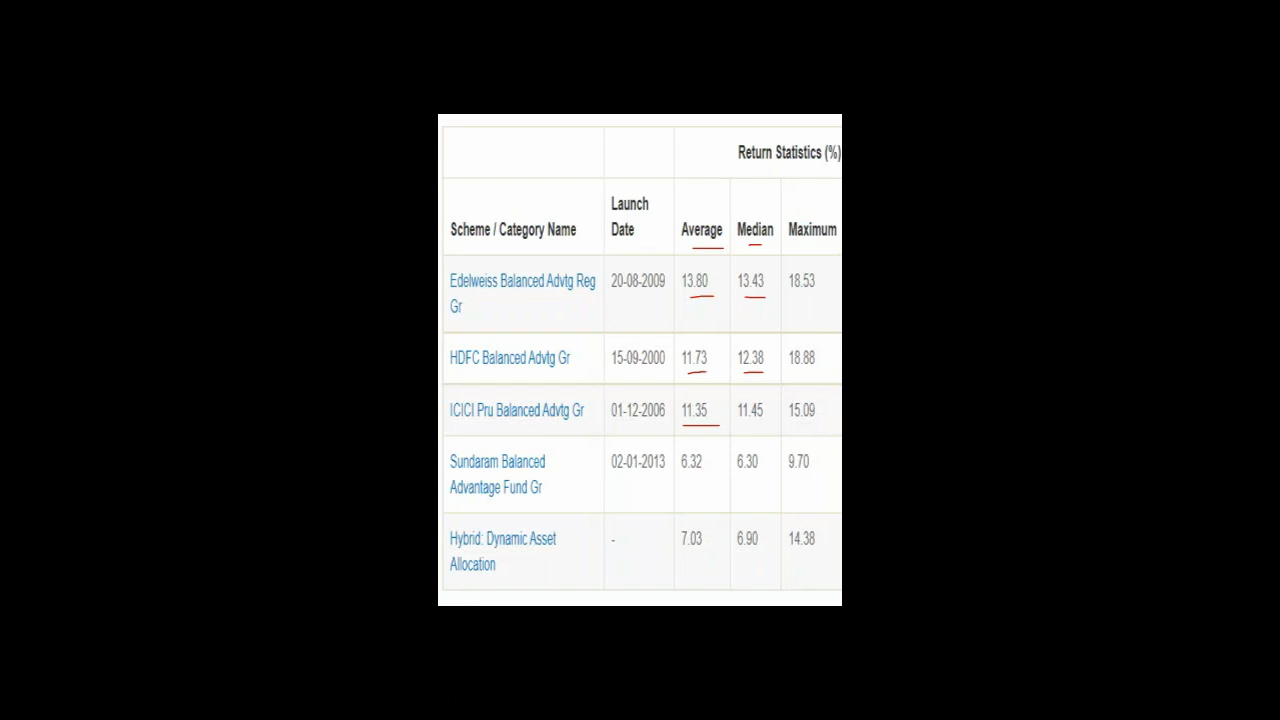 Return Statistics (%)
Launch
Scheme / Category Name Date Average Median Maximum
Edelweiss Balanced Advtg Reg 20-08-2009 13.80 13.43 18.53
Gr
HDFC Balanced Advtg Gr 15-09-2000 11.73 12.38 18.88
ICICI Pru Balanced Advtg Gr 01-12-2006 11.35 11.45 15.09
Sundaram Balanced 02-01-2013 6.32 6.30 9.70
Advantage Fund Gr
Hybrid: Dynamic Asset - 7.03 6.90 14.38
Allocation